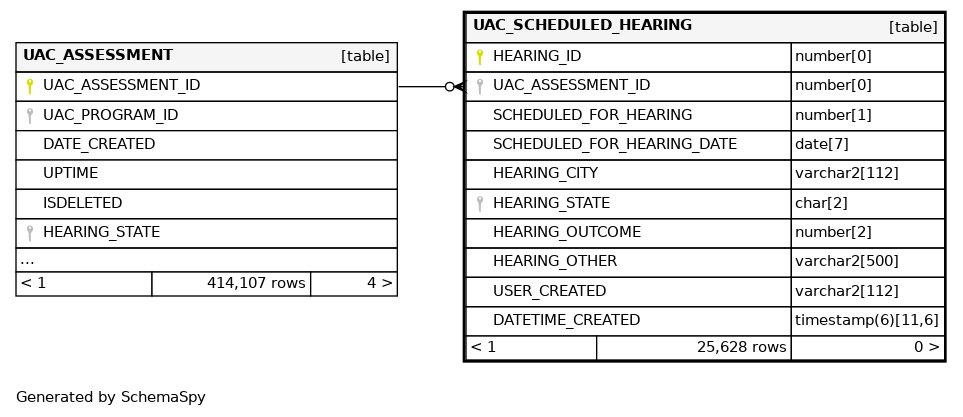 UAC_ASSESSMENT [table]
UAC_ASSESSMENT_ID
UAC_PROGRAM_ID
DATE_CREATED
UPTIME
ISDELETED
HEARING_STATE
...
< 1 414,107 rows 4 >
UAC_SCHEDULED_HEARING [table]
HEARING_ID number[0]
UAC_ASSESSMENT_ID number[0]
SCHEDULED_FOR_HEARING number[1]
SCHEDULED_FOR_HEARING_DATE date[7]
HEARING_CITY varchar2[112]
HEARING_STATE char[2]
HEARING_OUTCOME number[2]
HEARING_OTHER varchar2[500]
USER_CREATED varchar2[112]
DATETIME_CREATED timestamp(6)[11,6]
< 1 25,628 rows 0 >
Generated by SchemaSpy